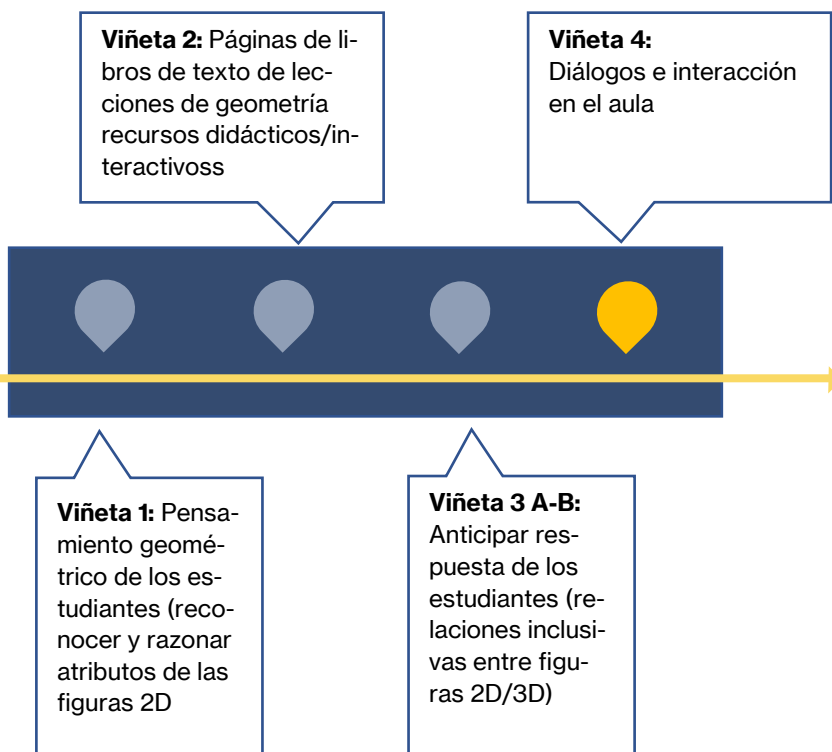 Viñeta 2: Páginas de li-
bros de texto de lec-
ciones de geometría
recursos didácticos/in-
teractivoss
Viñeta 4:
Diálogos e interacción
en el aula
Viñeta 1: Pensa-
miento geomé-
trico de los es-
tudiantes (reco-
nocer y razonar
atributos de las
figuras 2D
Viñeta 3 A-B:
Anticipar res-
puesta de los
estudiantes (re-
laciones inclusi-
vas entre figu-
ras 2D/3D)